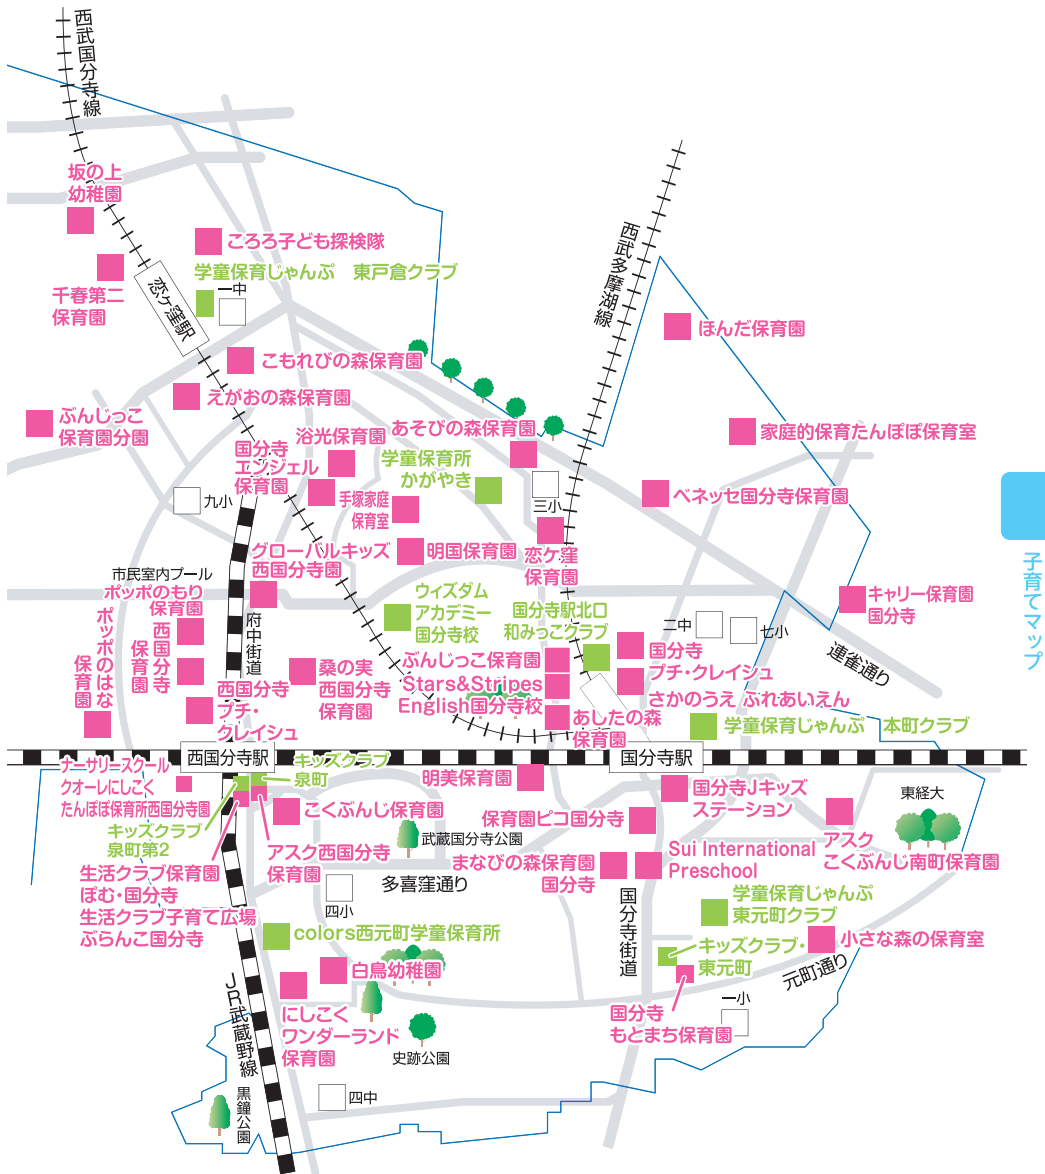 西武国分寺線
坂の上
幼稚園
ころろ子ども探検隊
学童保育じゃんぷ　東戸倉クラブ
一中
千春第二
保育園
恋ヶ窪駅
西武多摩湖線
ほんだ保育園
こもれびの森保育園
えがおの森保育園
ぶんじっこ
保育園分園
浴光保育園
あそびの森保育園
家庭的保育たんぽぽ保育室
国分寺
エンジェル
保育園
学童保育所
かがやき
手塚家庭
保育室
九小
三小
ベネッセ国分寺保育園
グローバルキッズ
西国分寺園
明国保育園
恋ケ窪
保育園
子育てマップ
市民室内プール
ポッポのもり
保育園
ウィズダム
アカデミー
国分寺校
国分寺駅北口
和みっこクラブ
キャリー保育園
国分寺
二中
七小
連雀通り
ポッポのはな
保育園
西国分寺
保育園
府中街道
桑の実
西国分寺
保育園
西国分寺
プチ・
クレイシュ
ぶんじっこ保育園
Stars&Stripes
English国分寺校
国分寺
プチ・クレイシュ
さかのうえ ふれあいえん
あしたの森
保育園
学童保育じゃんぷ　本町クラブ
西国分寺駅
国分寺駅
ナーサリースクール
クオーレにしこく
たんぽぽ保育所西国分寺園
キッズクラブ
泉町
明美保育園
国分寺Jキッズ
ステーション
東経大
キッズクラブ
泉町第2
こくぶんじ保育園
保育園ピコ国分寺
アスク
こくぶんじ南町保育園
武蔵国分寺公園
アスク西国分寺
保育園
まなびの森保育園
国分寺
Sui International
Preschool
生活クラブ保育園
ぽむ・国分寺
多喜窪通り
四小
国分寺街道
学童保育じゃんぷ
東元町クラブ
生活クラブ子育て広場
ぶらんこ国分寺
colors西元町学童保育所
キッズクラブ・
東元町
小さな森の保育室
元町通り
JR武蔵野線
白鳥幼稚園
にしこく
ワンダーランド
保育園
国分寺
もとまち保育園
一小
史跡公園
黒鐘公園
四中